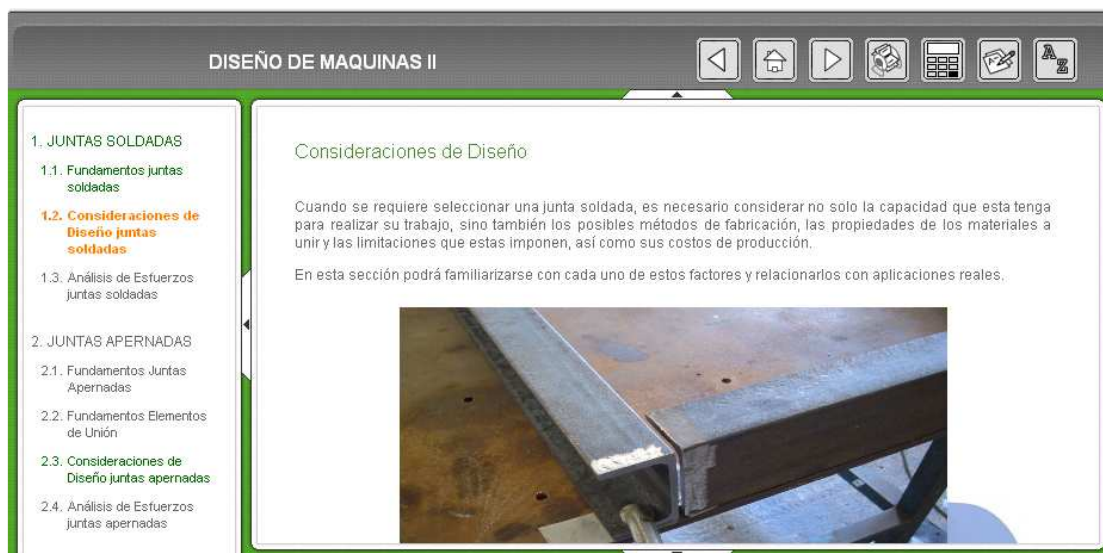 DISEÑO DE MAQUINAS II
A
Z
1. JUNTAS SOLDADAS
1.1. Fundamentos juntas
soldadas
1.2. Consideraciones de
Diseño juntas
soldadas
1.3. Análisis de Esfuerzos
juntas soldadas
2. JUNTAS APERNADAS
2.1. Fundamentos Juntas
Apernadas
2.2. Fundamentos Elementos
de Unión
2.3. Consideraciones de
Diseño juntas apernadas
2.4. Análisis de Esfuerzos
juntas apernadas
Consideraciones de Diseño
Cuando se requiere seleccionar una junta soldada, es necesario considerar no solo la capacidad que esta tenga
para realizar su trabajo, sino también los posibles métodos de fabricación, las propiedades de los materiales a
unir y las limitaciones que estas imponen, así como sus costos de producción.
En esta sección podrá familiarizarse con cada uno de estos factores y relacionarlos con aplicaciones reales.